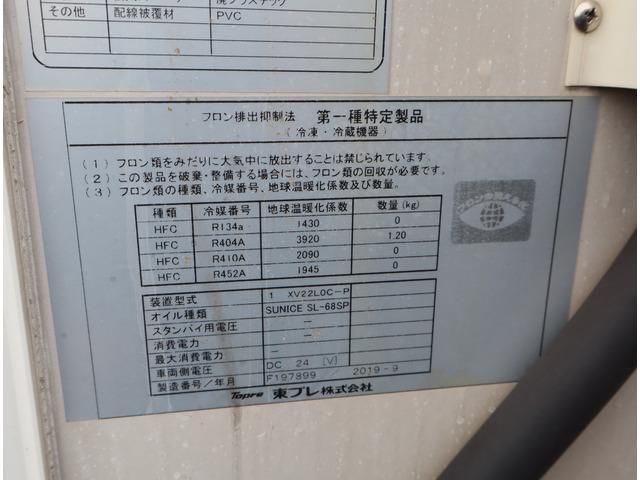 その他 配線被覆材 PVC
フロン排出抑制法 第一種特定製品
(冷凍・冷蔵機器)
(1) フロン類をみだりに大気中に放出することは禁じられています。
(2) この製品を破棄・整備する場合には、フロン類の回収が必要です。
(3) フロン類の種類、冷媒番号、地球温暖化係数及び数量。
種類 冷媒番号 地球温暖化係数 数量(kg)
HFC R134a 1430 0
HFC R404A 3920 1.20
HFC R410A 2090 0
HFC R452A 1945 0
装置型式 1 XV22LOC-P
オイル種類 SUNICE SL-68SP
スタンバイ用電圧 —
消費電力 —
最大消費電力 —
車両側電圧 DC 24 [V]
製造番号/年月 F197899 / 2019-9
Topre 東プレ株式会社